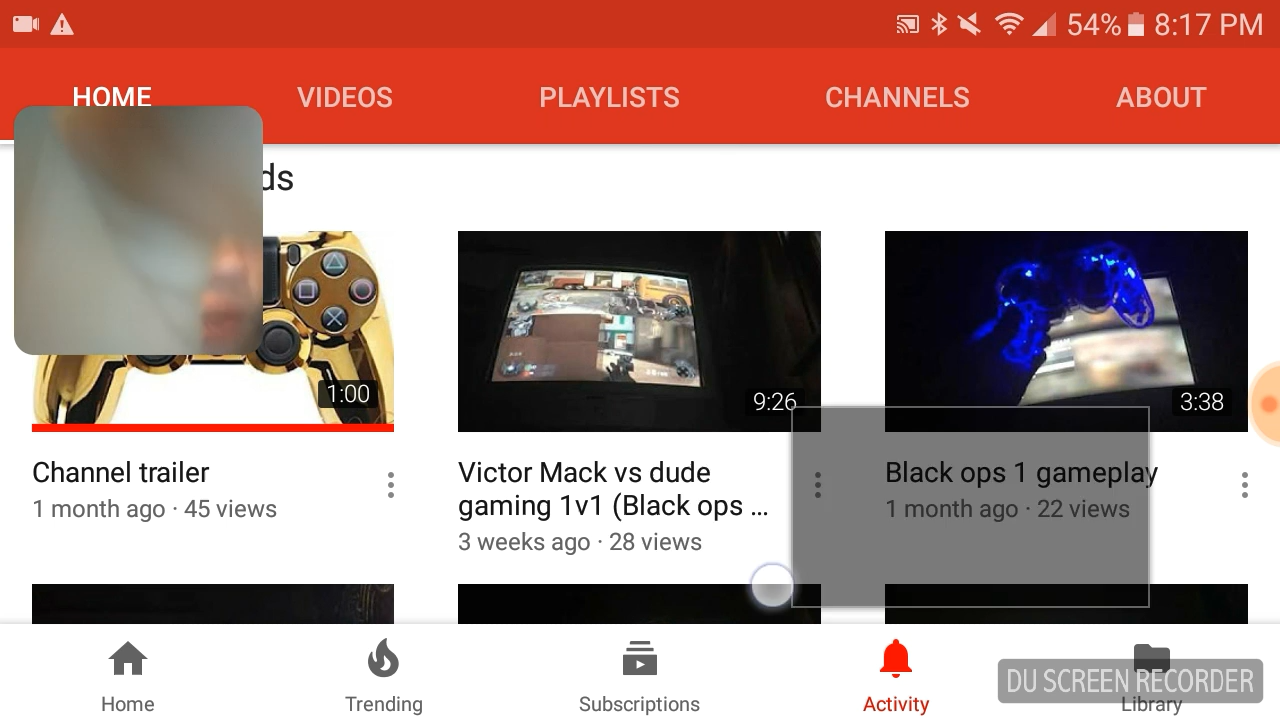 54% 8:17 PM
HOME VIDEOS PLAYLISTS CHANNELS ABOUT
ds
1:00
9:26
3:38
Channel trailer
1 month ago · 45 views
Victor Mack vs dude
gaming 1v1 (Black ops ...
3 weeks ago · 28 views
Black ops 1 gameplay
1 month ago · 22 views
Home Trending Subscriptions Activity Library
DU SCREEN RECORDER